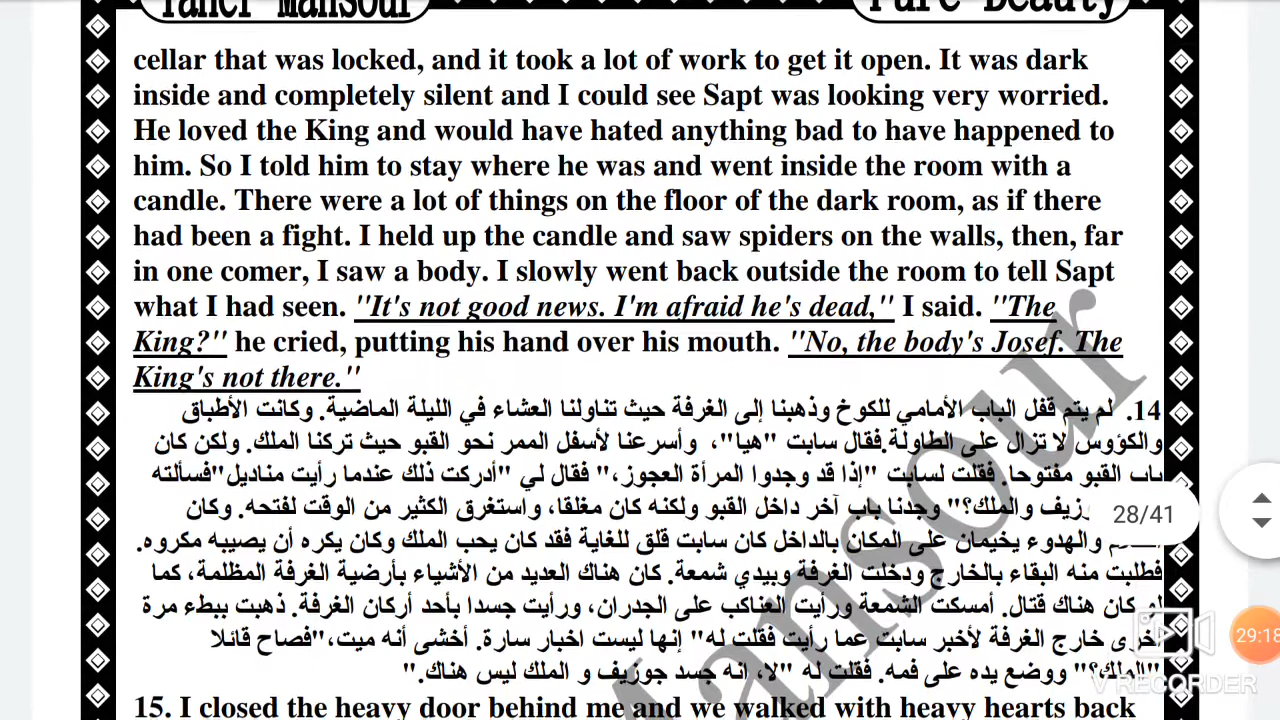 Taher Mansour Pure Beauty
cellar that was locked, and it took a lot of work to get it open. It was dark
inside and completely silent and I could see Sapt was looking very worried.
He loved the King and would have hated anything bad to have happened to
him. So I told him to stay where he was and went inside the room with a
candle. There were a lot of things on the floor of the dark room, as if there
had been a fight. I held up the candle and saw spiders on the walls, then, far
in one comer, I saw a body. I slowly went back outside the room to tell Sapt
what I had seen. "It's not good news. I'm afraid he's dead," I said. "The
King?" he cried, putting his hand over his mouth. "No, the body's Josef. The
King's not there."
14. لم يتم قفل الباب الأمامي للكوخ وذهبنا إلى الغرفة حيث تناولنا العشاء في الليلة الماضية. وكانت الأطباق
والكؤوس لا تزال على الطاولة.فقال سابت "هيا"، وأسرعنا لأسفل الممر نحو القبو حيث تركنا الملك. ولكن كان
باب القبو مفتوحا. فقلت لسابت "إذا قد وجدوا المرأة العجوز،" فقال لي "أدركت ذلك عندما رأيت مناديل"فسألته
وزيف والملك؟" وجدنا باب آخر داخل القبو ولكنه كان مغلقا، واستغرق الكثير من الوقت لفتحه. وكان
والهدوء يخيمان على المكان بالداخل كان سابت قلق للغاية فقد كان يحب الملك وكان يكره أن يصيبه مكروه.
فطلبت منه البقاء بالخارج ودخلت الغرفة وبيدي شمعة. كان هناك العديد من الأشياء بأرضية الغرفة المظلمة، كما
لو كان هناك قتال. أمسكت الشمعة ورأيت العناكب على الجدران، ورأيت جسدا بأحد أركان الغرفة. ذهبت ببطء مرة
أخرى خارج الغرفة لأخبر سابت عما رأيت فقلت له" إنها ليست اخبار سارة. أخشى أنه ميت،"فصاح قائلا
"الملك؟" ووضع يده على فمه. فقلت له "لا، انه جسد جوزيف و الملك ليس هناك."
15. I closed the heavy door behind me and we walked with heavy hearts back
28/41
29:18
V RECORDER
Mansour